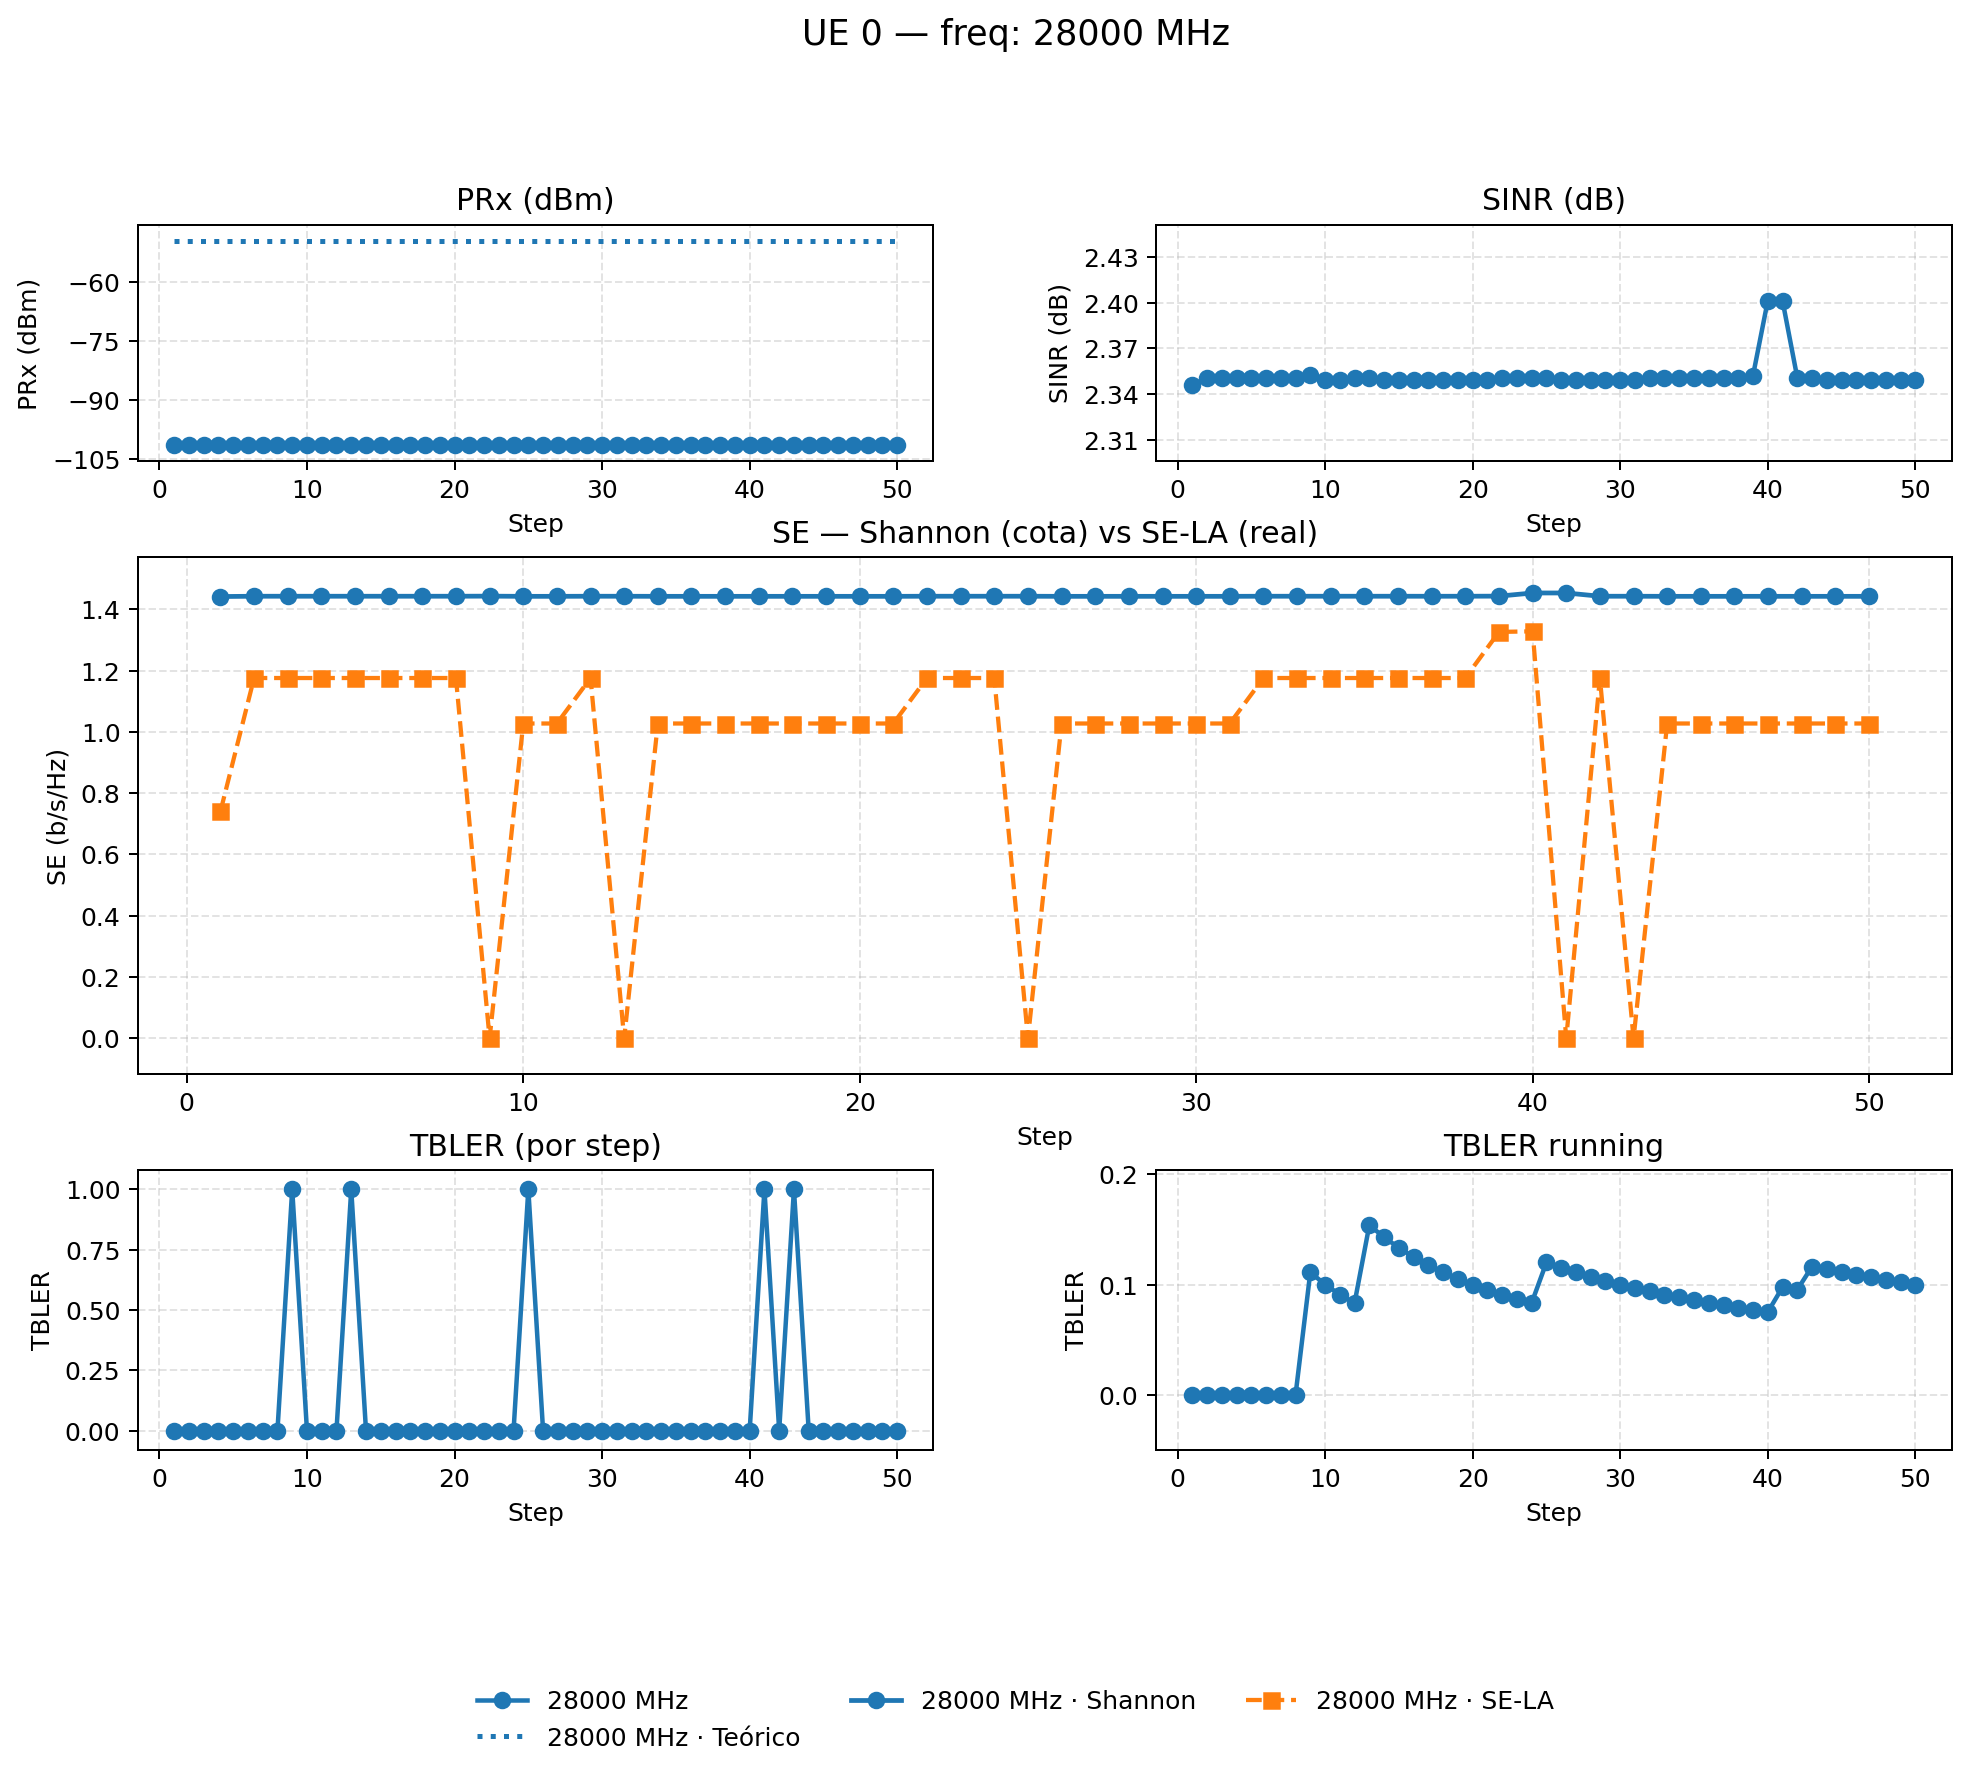 UE 0 — freq: 28000 MHz
PRx (dBm)
PRx (dBm)
−60
−75
−90
−105
0 10 20 30 40 50
Step
SINR (dB)
SINR (dB)
2.43
2.40
2.37
2.34
2.31
0 10 20 30 40 50
Step
SE — Shannon (cota) vs SE-LA (real)
SE (b/s/Hz)
1.4
1.2
1.0
0.8
0.6
0.4
0.2
0.0
0 10 20 30 40 50
Step
TBLER (por step)
TBLER
1.00
0.75
0.50
0.25
0.00
0 10 20 30 40 50
Step
TBLER running
TBLER
0.2
0.1
0.0
0 10 20 30 40 50
Step
28000 MHz
28000 MHz · Teórico
28000 MHz · Shannon
28000 MHz · SE-LA